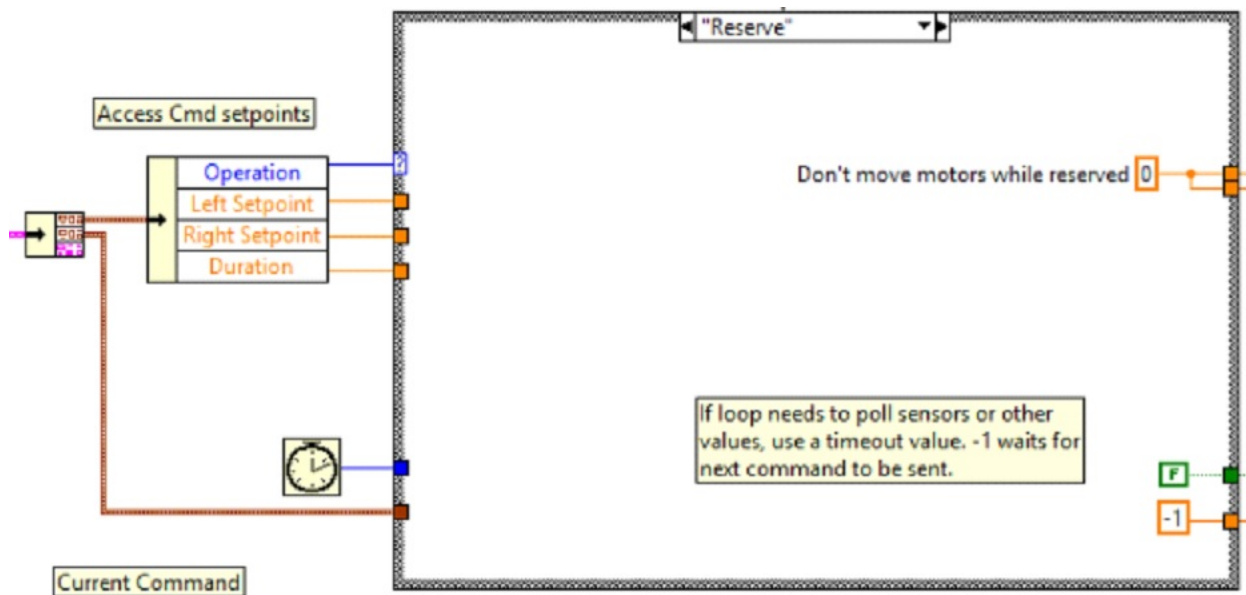 "Reserve"
Access Cmd setpoints
Operation
Left Setpoint
Right Setpoint
Duration
?
Don't move motors while reserved 0
If loop needs to poll sensors or other
values, use a timeout value. -1 waits for
next command to be sent.
F
-1
Current Command